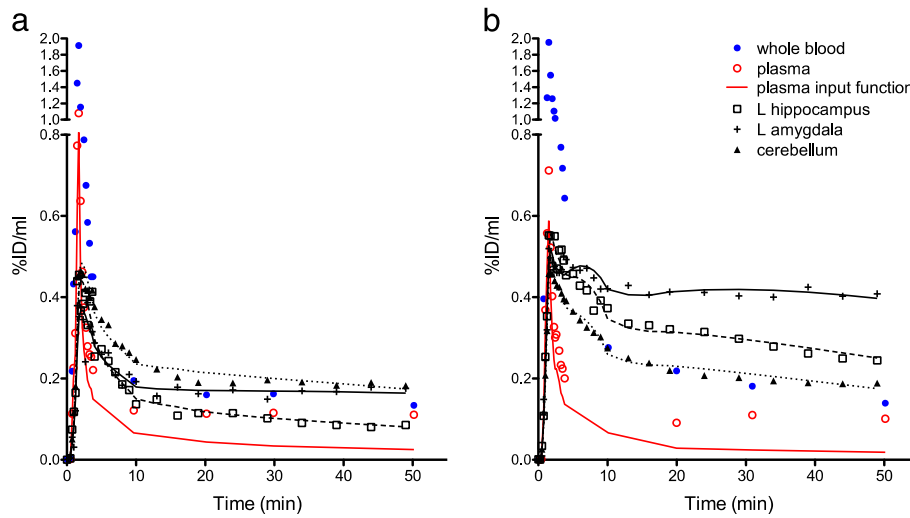 a
b
2.0
1.8
1.6
1.4
1.2
1.0
0.8
0.6
0.4
0.2
0.0
%ID/ml
0 10 20 30 40 50
Time (min)
2.0
1.8
1.6
1.4
1.2
1.0
0.8
0.6
0.4
0.2
0.0
%ID/ml
0 10 20 30 40 50
Time (min)
whole blood
plasma
plasma input function
L hippocampus
L amygdala
cerebellum